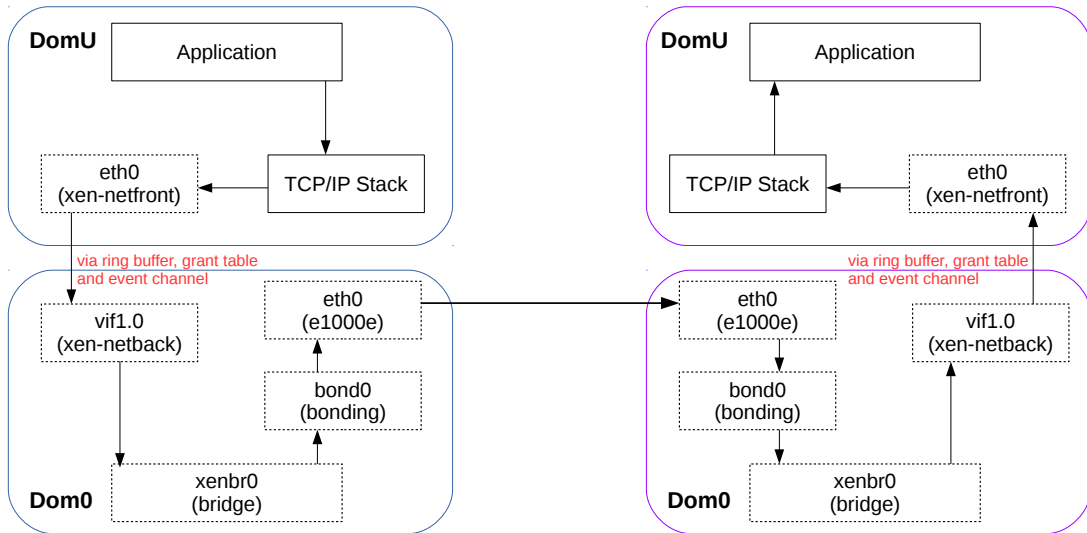 DomU
Application
eth0
(xen-netfront)
TCP/IP Stack
via ring buffer, grant table
and event channel
vif1.0
(xen-netback)
eth0
(e1000e)
bond0
(bonding)
xenbr0
(bridge)
Dom0
DomU
Application
TCP/IP Stack
eth0
(xen-netfront)
via ring buffer, grant table
and event channel
eth0
(e1000e)
vif1.0
(xen-netback)
bond0
(bonding)
xenbr0
(bridge)
Dom0